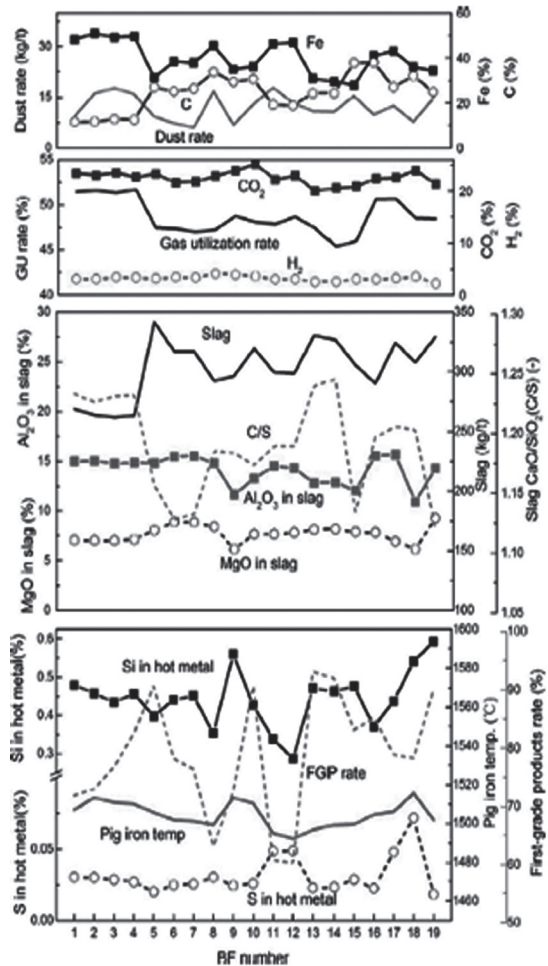 Dust rate (kg/t)
30
15
0
Fe
C
Dust rate
60
40
20
0
Fe (%)
C (%)
GU rate (%)
55
50
45
40
CO2
Gas utilization rate
H2
20
10
0
CO2 (%)
H2 (%)
MgO in slag (%) Al2O3 in slag (%)
30
25
20
15
10
5
0
Slag
C/S
Al2O3 in slag
MgO in slag
350
300
250
200
150
100
Slag (kg/t)
1.30
1.25
1.20
1.15
1.10
1.05
Slag CaO/SiO2(C/S) (-)
S in hot metal(%) Si in hot metal(%)
Si in hot metal(%)
0.6
0.5
0.4
0.3
0.05
0.00
Si in hot metal
FGIP rate
Pig iron temp
S in hot metal
1600
1580
1560
1540
1520
1500
1480
1460
Pig iron temp. (℃)
100
90
80
70
60
50
First-grade products rate (%)
1 2 3 4 5 6 7 8 9 10 11 12 13 14 15 16 17 18 19
BF number